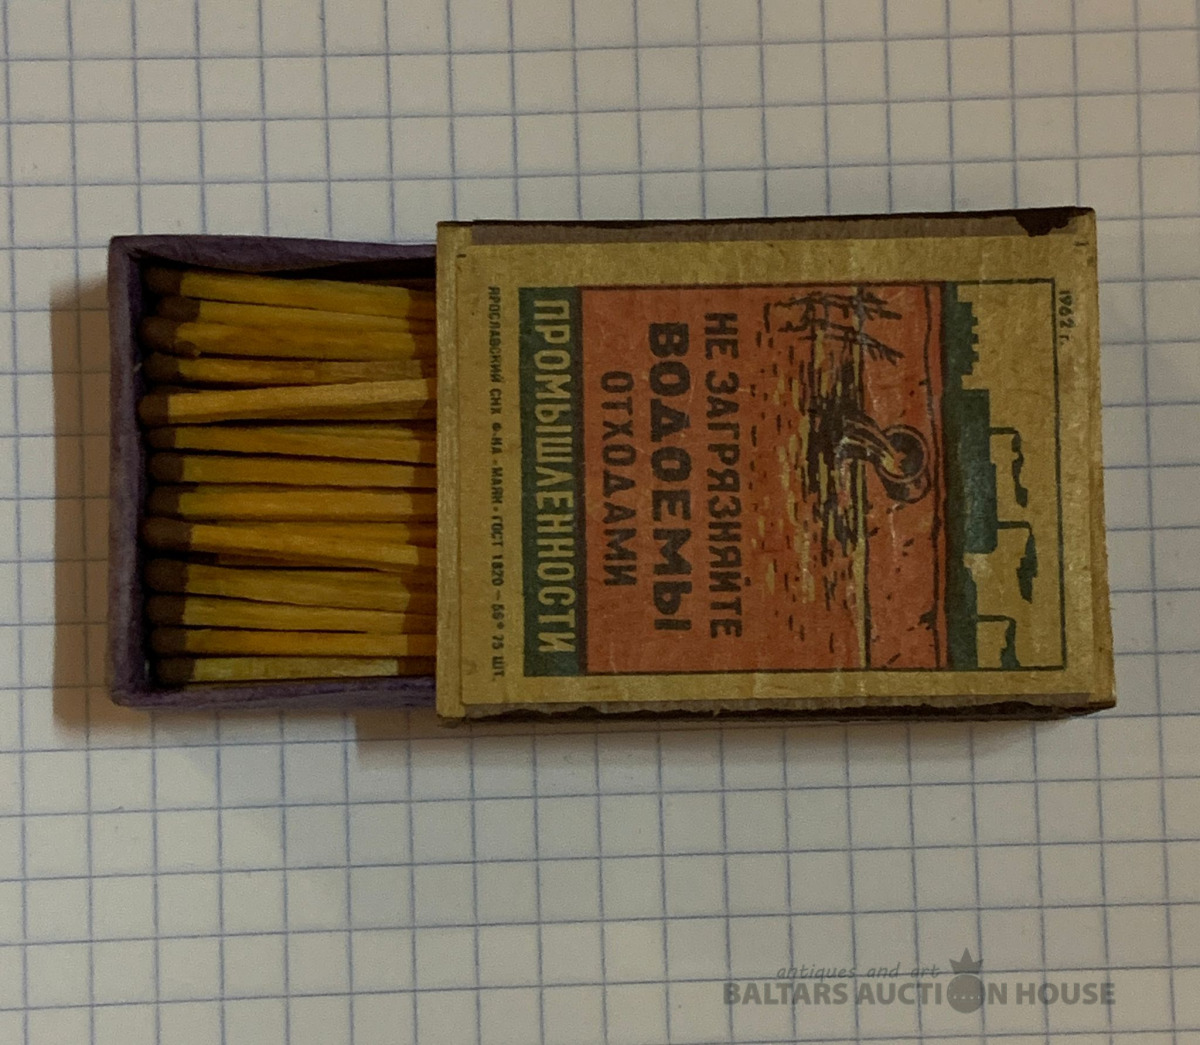 1962 г.
НЕ ЗАГРЯЗНЯЙТЕ
ВОДОЕМЫ
ОТХОДАМИ
ПРОМЫШЛЕННОСТИ
ЯРОСЛАВСКИЙ СНХ Ф-КА „МАЯК“ ГОСТ 1820—56 * 75 ШТ.
antiques and art
BALTARS AUCTION HOUSE